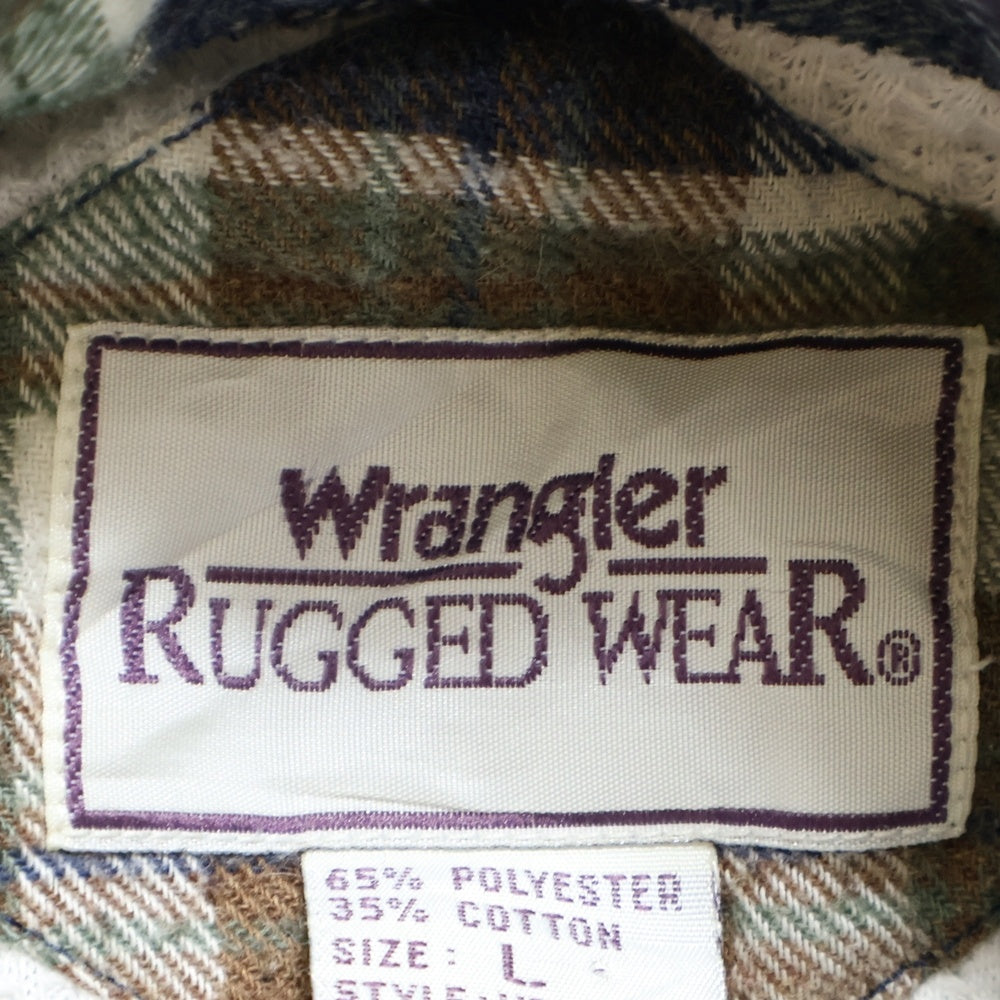 Wrangler
RUGGED WEAR®
65% POLYESTER
35% COTTON
SIZE: L